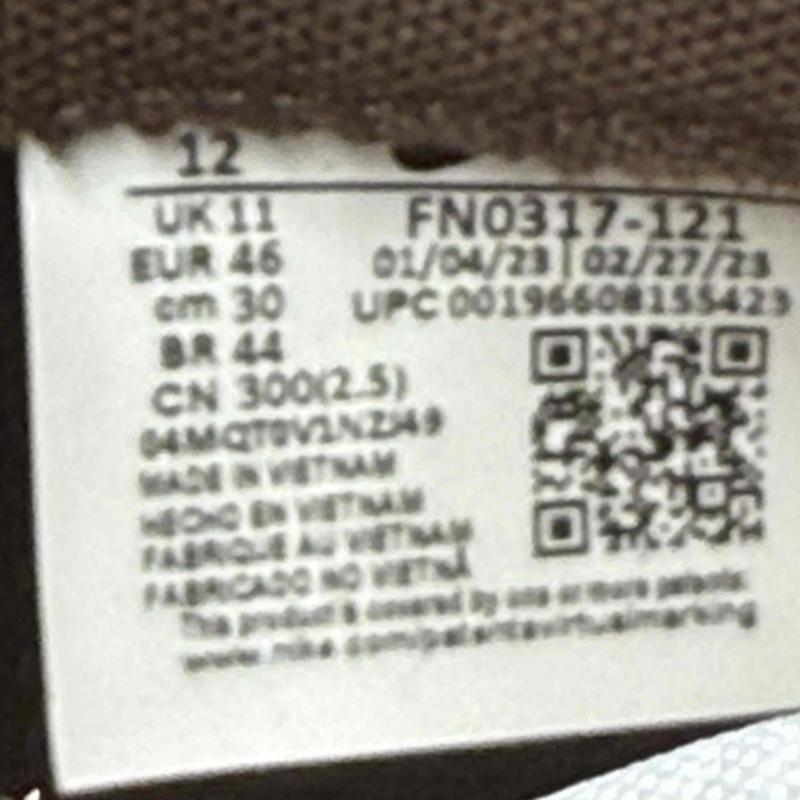 12
UK 11 FN0317-121
EUR 46 01/04/23 | 02/27/23
cm 30 UPC 00196608155423
BR 44
CN 300(2.5)
MADE IN VIETNAM
HECHO EN VIETNAM
FABRIQUE AU VIETNAM
FABRICADO NO VIETNÃ
This product is covered by one or more patents.
www.nike.com/patentsvirtualmarking